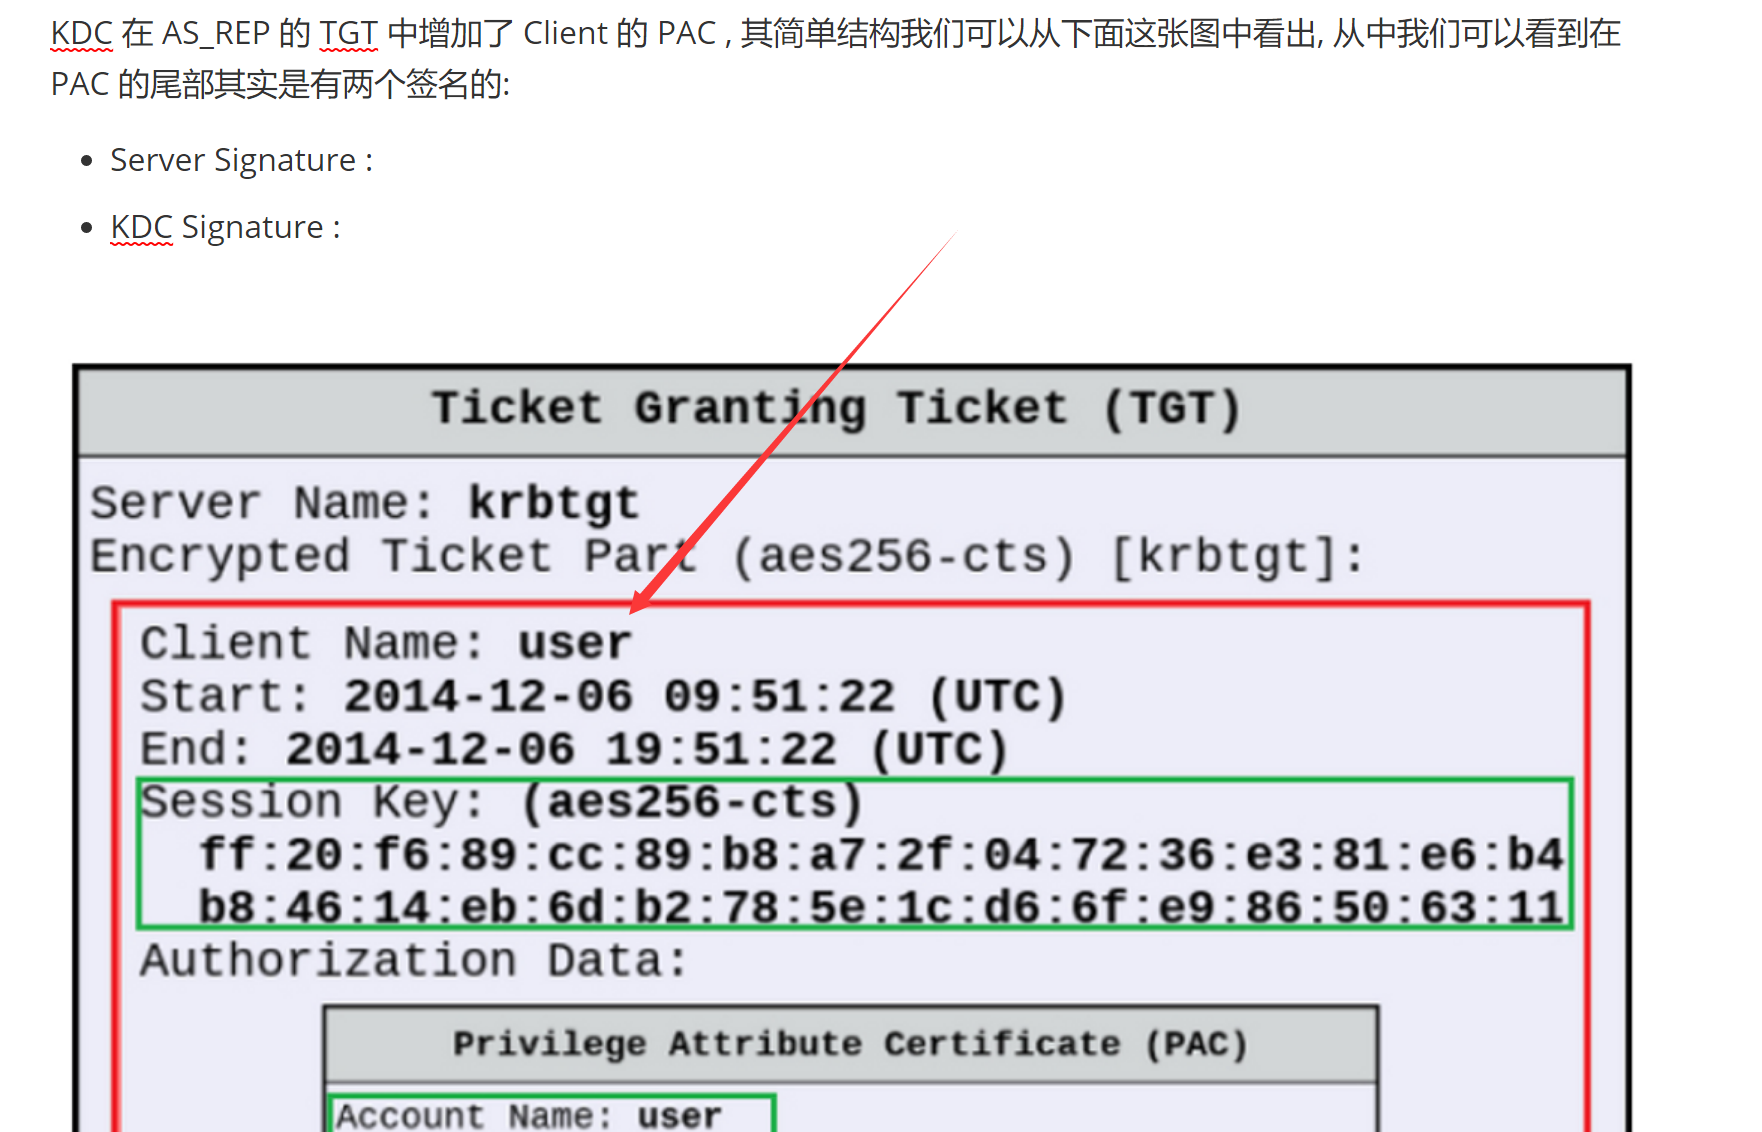 KDC 在 AS_REP 的 TGT 中增加了 Client 的 PAC , 其简单结构我们可以从下面这张图中看出, 从中我们可以看到在
PAC 的尾部其实是有两个签名的:
Server Signature :
KDC Signature :
Ticket Granting Ticket (TGT)
Server Name: krbtgt
Encrypted Ticket Part (aes256-cts) [krbtgt]:
Client Name: user
Start: 2014-12-06 09:51:22 (UTC)
End: 2014-12-06 19:51:22 (UTC)
Session Key: (aes256-cts)
ff:20:f6:89:cc:89:b8:a7:2f:04:72:36:e3:81:e6:b4
b8:46:14:eb:6d:b2:78:5e:1c:d6:6f:e9:86:50:63:11
Authorization Data:
Privilege Attribute Certificate (PAC)
Account Name: user